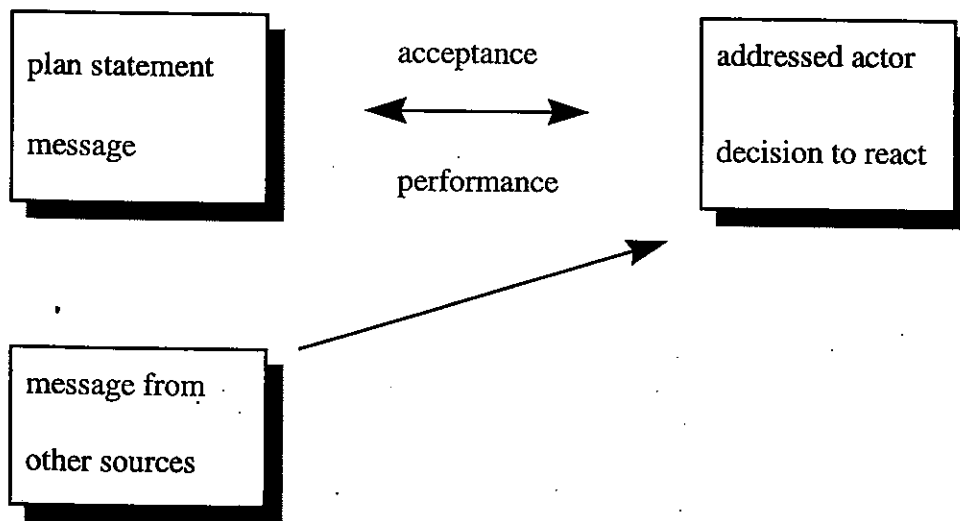 plan statement
message
acceptance
performance
addressed actor
decision to react
message from
other sources